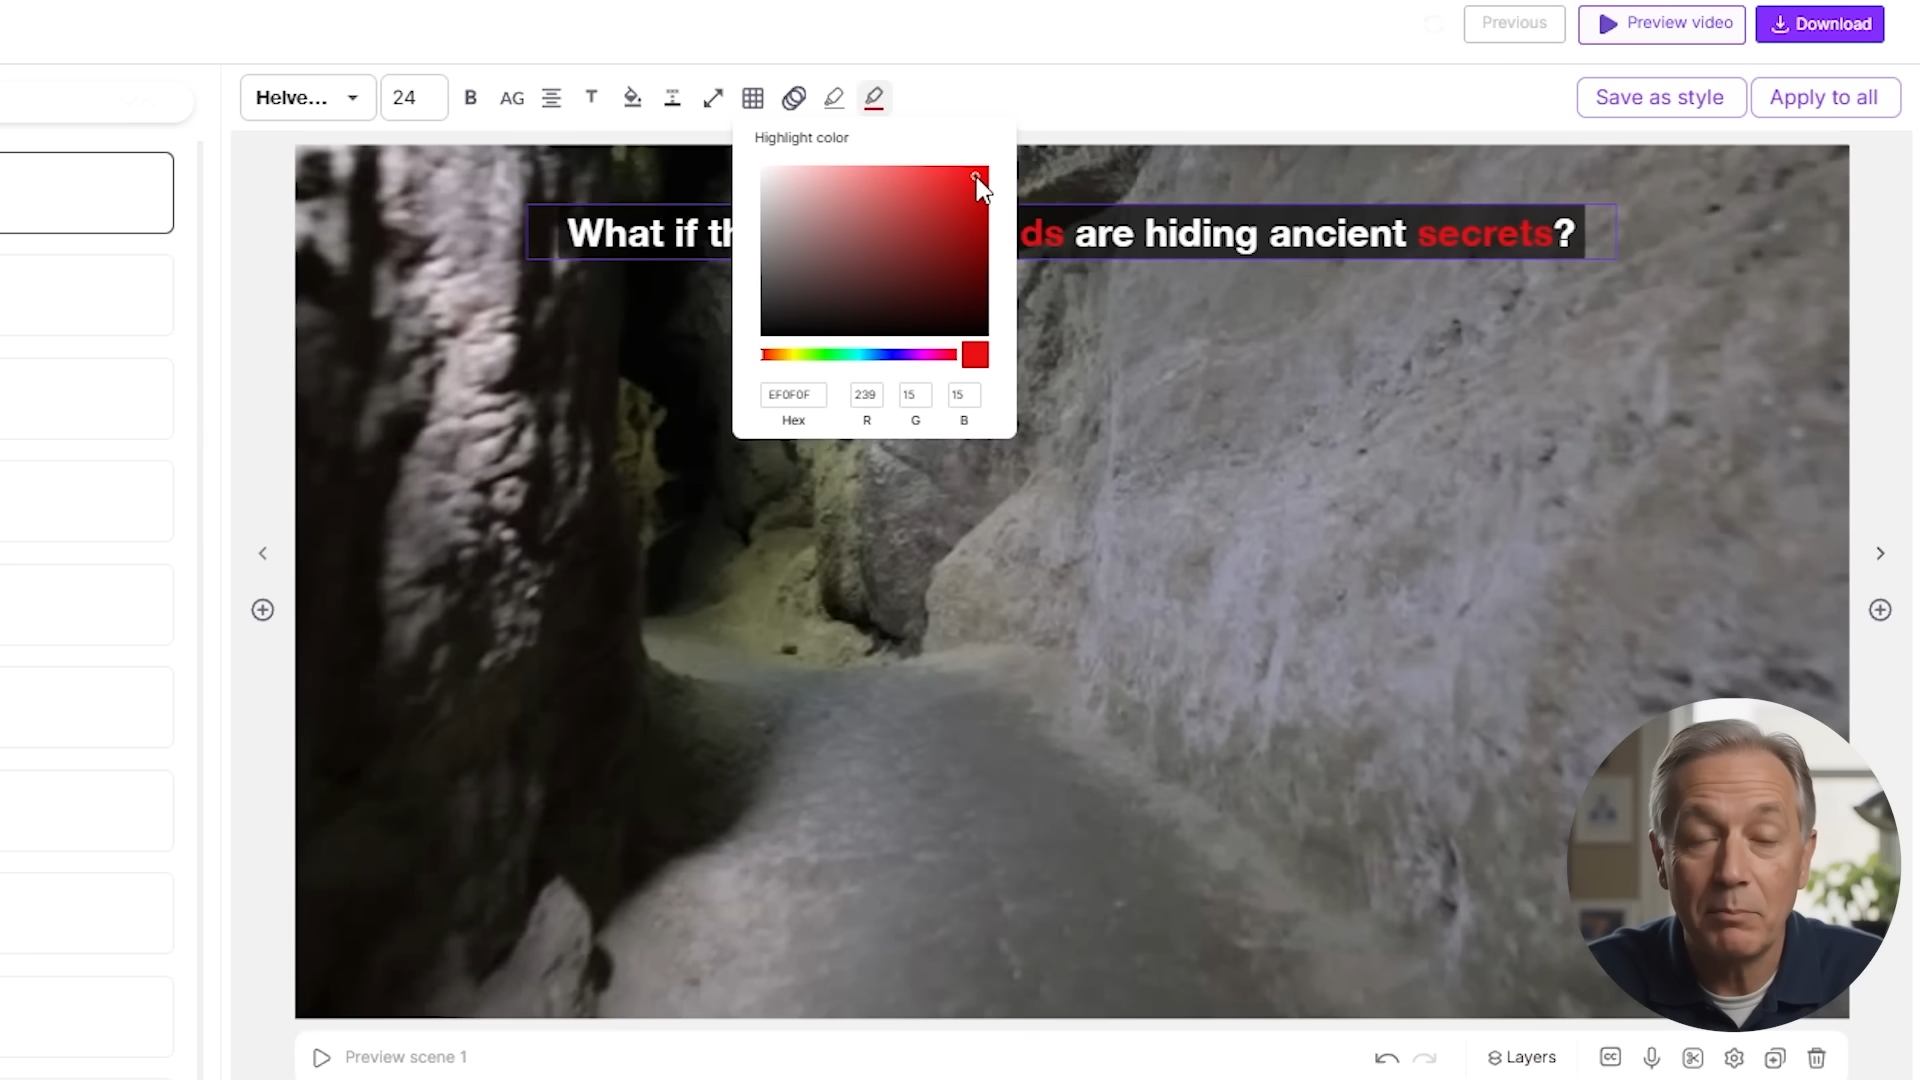 Previous
Preview video
Download
Helve...
24
B
AG
T
Save as style
Apply to all
Highlight color
What if
ds are hiding ancient secrets?
EF0F0F
239
15
15
Hex
R
G
B
Preview scene 1
Layers
CC